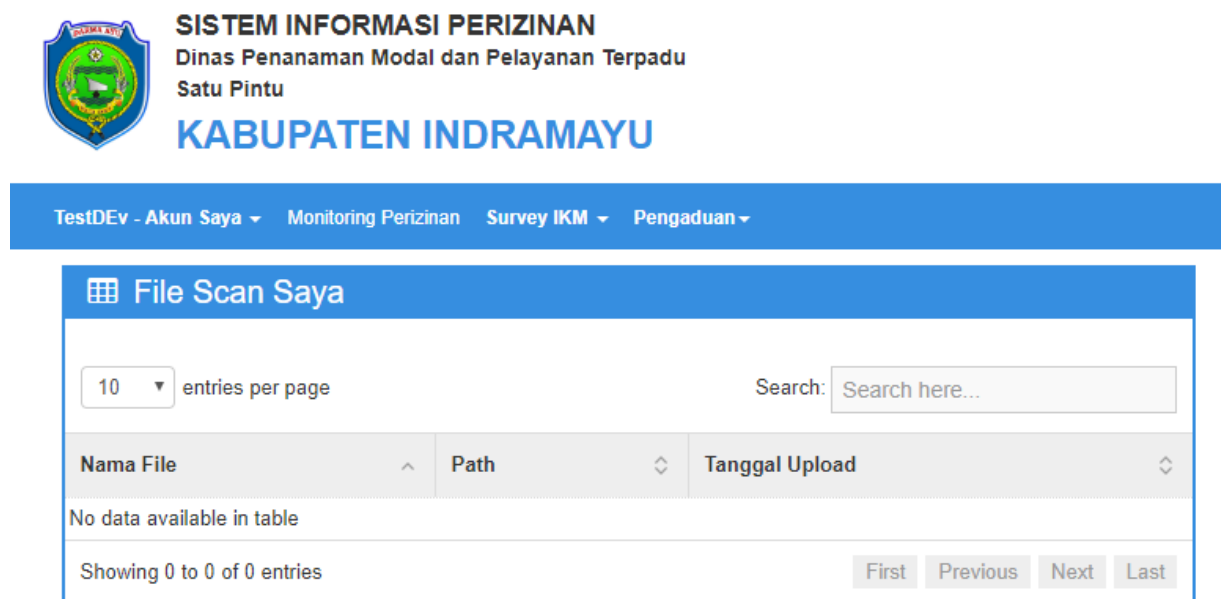 DARMA AYU
SISTEM INFORMASI PERIZINAN
Dinas Penanaman Modal dan Pelayanan Terpadu
Satu Pintu
KABUPATEN INDRAMAYU
TestDEv - Akun Saya Monitoring Perizinan Survey IKM Pengaduan
File Scan Saya
10 entries per page Search: Search here...
Nama File Path Tanggal Upload
No data available in table
Showing 0 to 0 of 0 entries First Previous Next Last